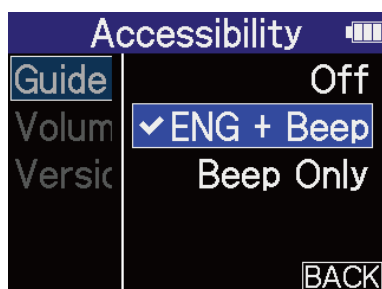 Accessibility
Guide Off
Volum ✓ENG + Beep
Versic Beep Only
BACK